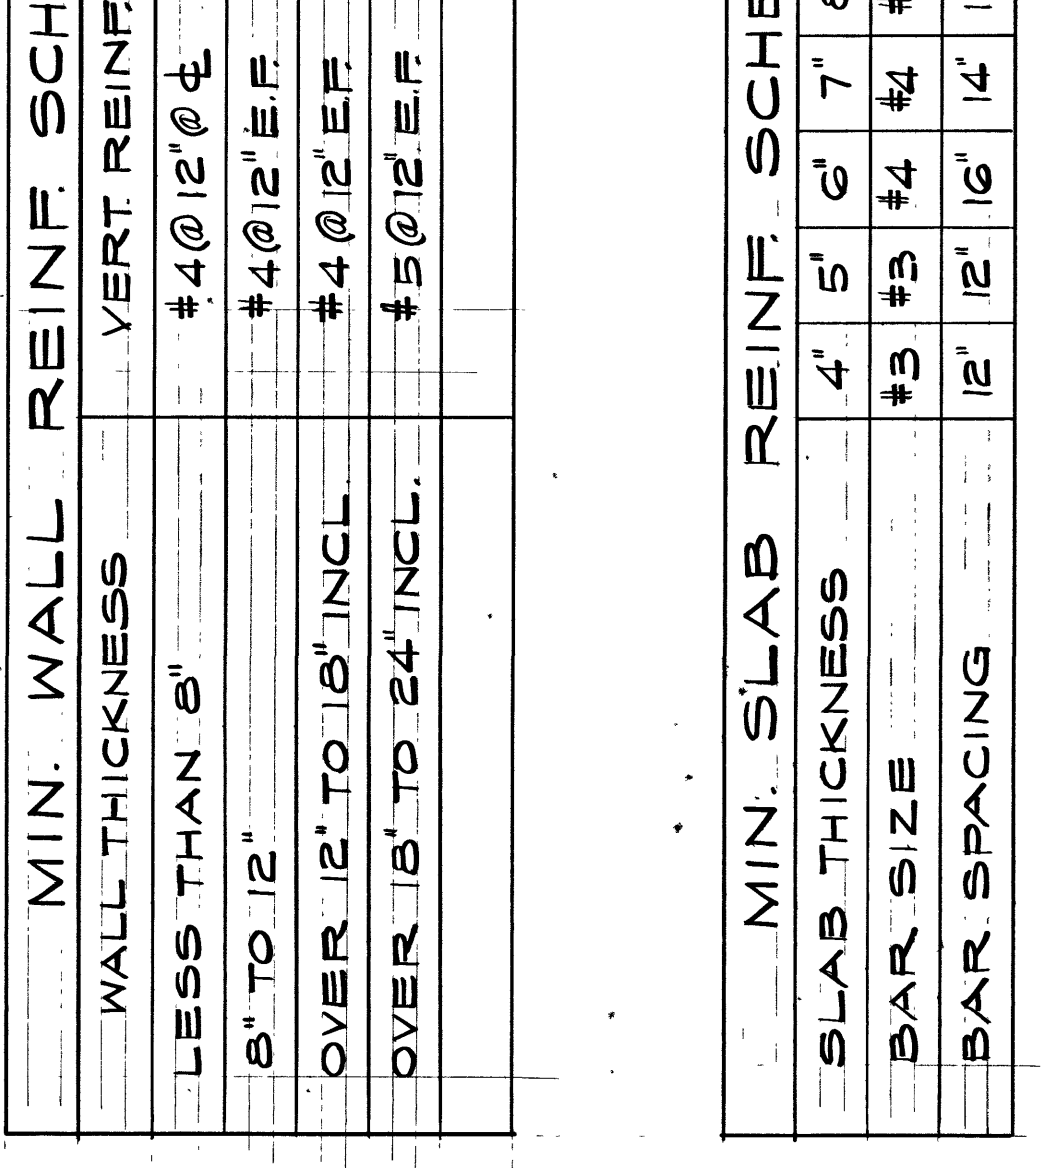 MIN. WALL REINF. SCH
WALL THICKNESS VERT. REINF.
LESS THAN 8" #4@12"@ ℄
8" TO 12" #4@12" E.F.
OVER 12" TO 18" INCL. #4@12" E.F.
OVER 18" TO 24" INCL. #5@12" E.F.
MIN. SLAB REINF. SCHE
SLAB THICKNESS 4" 5" 6" 7"
BAR SIZE #3 #3 #4 #4
BAR SPACING 12" 12" 16" 14"